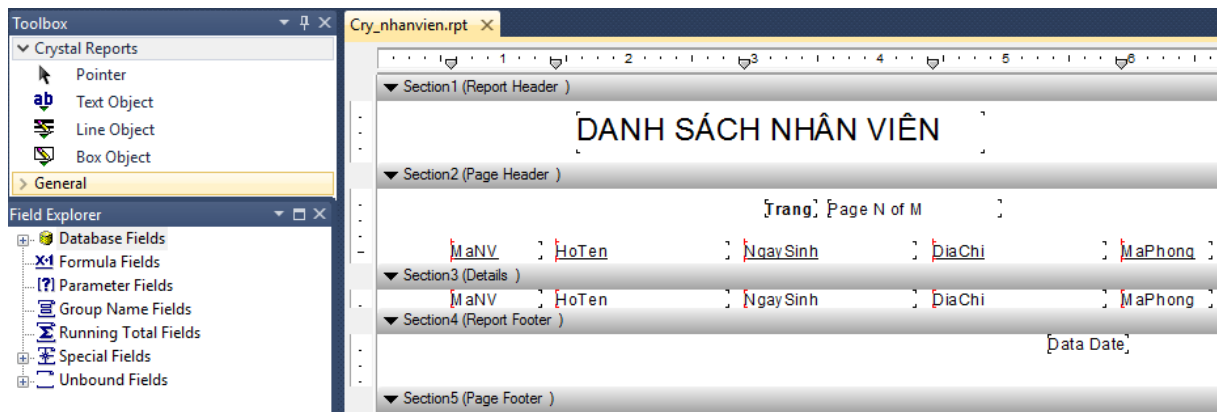 Toolbox
Crystal Reports
Pointer
Text Object
Line Object
Box Object
General
Field Explorer
Database Fields
Formula Fields
Parameter Fields
Group Name Fields
Running Total Fields
Special Fields
Unbound Fields
Cry_nhanvien.rpt
1 2 3 4 5 6
Section1 (Report Header )
DANH SÁCH NHÂN VIÊN
Section2 (Page Header )
Trang Page N of M
MaNV HoTen NgaySinh DiaChi MaPhong
Section3 (Details )
MaNV HoTen NgaySinh DiaChi MaPhong
Section4 (Report Footer )
Data Date
Section5 (Page Footer )